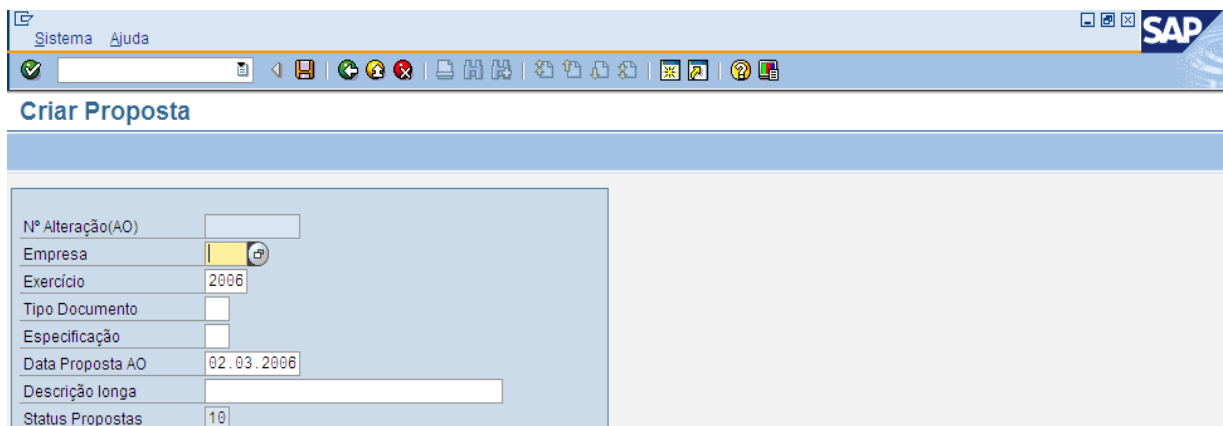 Sistema Ajuda
SAP
Criar Proposta
Nº Alteração(AO)
Empresa
Exercício 2006
Tipo Documento
Especificação
Data Proposta AO 02.03.2006
Descrição longa
Status Propostas 10